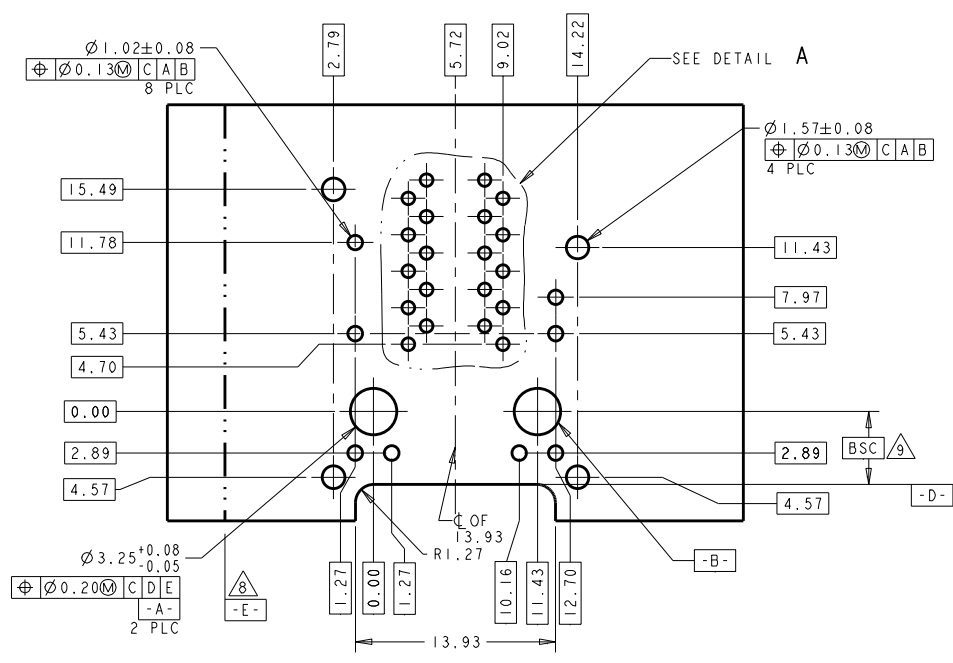 Ø1.02±0.08
⌖ Ø0.13Ⓜ C A B
8 PLC
2.79
5.72
9.02
14.22
SEE DETAIL A
Ø1.57±0.08
⌖ Ø0.13Ⓜ C A B
4 PLC
15.49
11.78
11.43
7.97
5.43
5.43
4.70
0.00
2.89
2.89
BSC 9
4.57
4.57
-D-
℄ OF
13.93
R1.27
Ø3.25 +0.08 -0.05
⌖ Ø0.20Ⓜ C D E
-A-
2 PLC
8
-E-
1.27
0.00
1.27
10.16
11.43
12.70
-B-
13.93